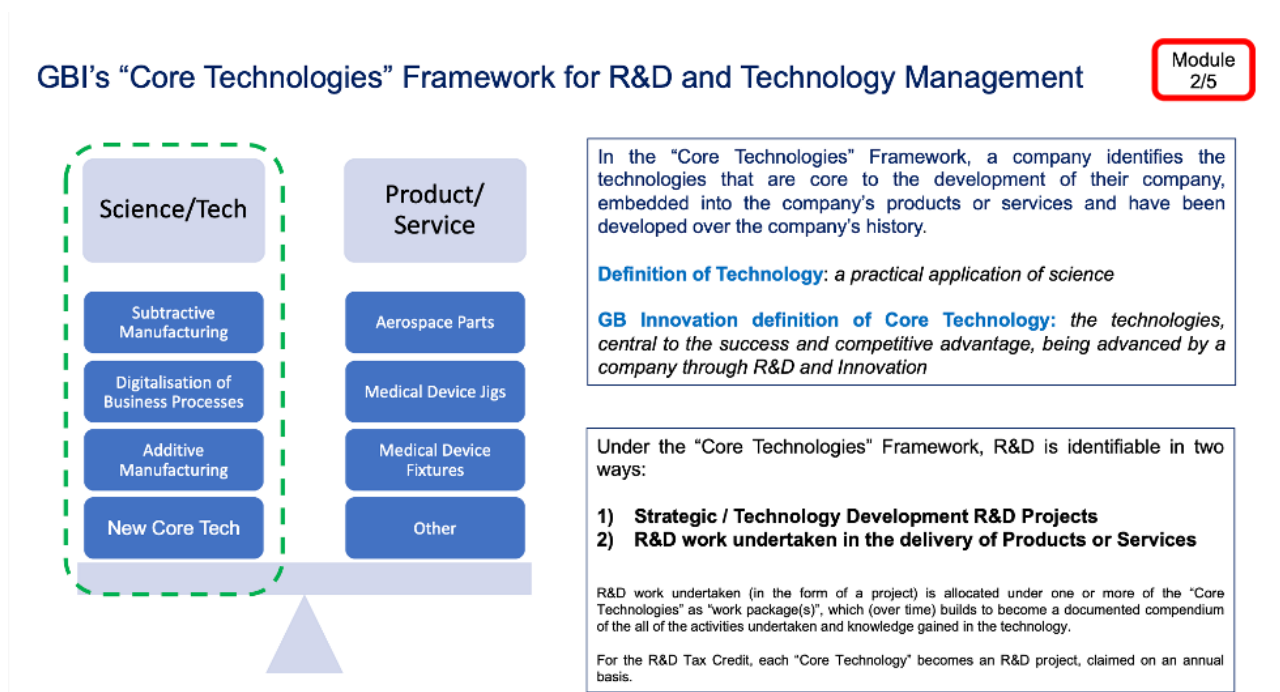 GBI's “Core Technologies” Framework for R&D and Technology Management
Module
2/5
Science/Tech
Subtractive
Manufacturing
Digitalisation of
Business Processes
Additive
Manufacturing
New Core Tech
Product/
Service
Aerospace Parts
Medical Device Jigs
Medical Device
Fixtures
Other
In the “Core Technologies” Framework, a company identifies the
technologies that are core to the development of their company,
embedded into the company's products or services and have been
developed over the company's history.
Definition of Technology: a practical application of science
GB Innovation definition of Core Technology: the technologies,
central to the success and competitive advantage, being advanced by a
company through R&D and Innovation
Under the “Core Technologies” Framework, R&D is identifiable in two
ways:
1) Strategic / Technology Development R&D Projects
2) R&D work undertaken in the delivery of Products or Services
R&D work undertaken (in the form of a project) is allocated under one or more of the “Core
Technologies” as “work package(s)”, which (over time) builds to become a documented compendium
of the all of the activities undertaken and knowledge gained in the technology.
For the R&D Tax Credit, each “Core Technology” becomes an R&D project, claimed on an annual
basis.